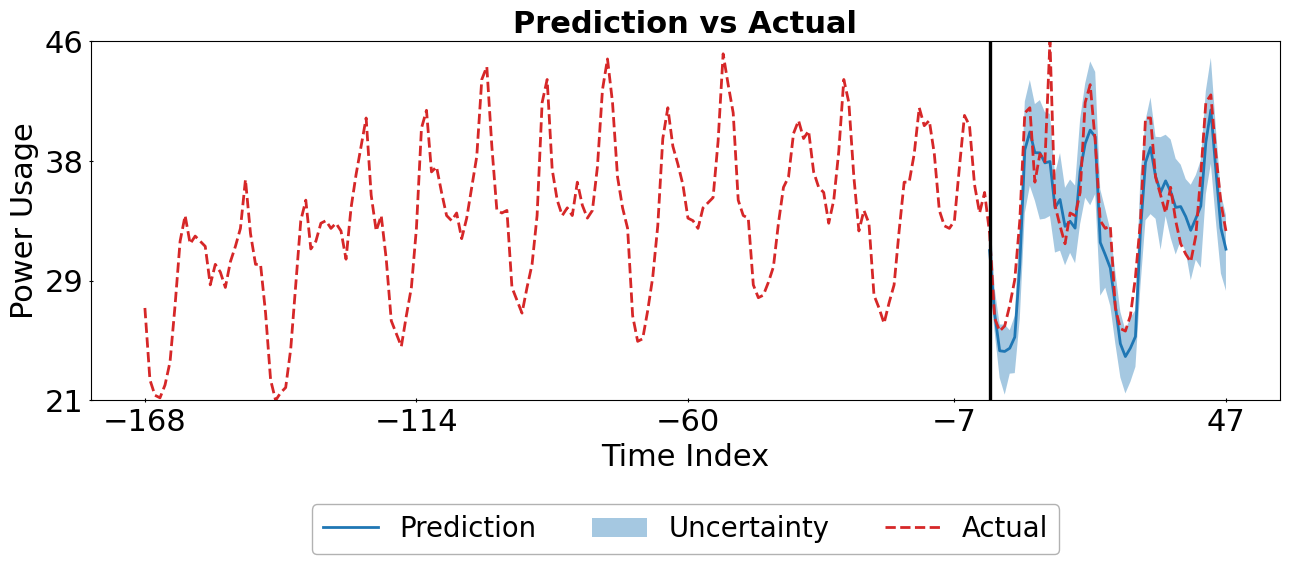 Prediction vs Actual
46
38
29
21
Power Usage
−168
−114
−60
−7
47
Time Index
Prediction
Uncertainty
Actual